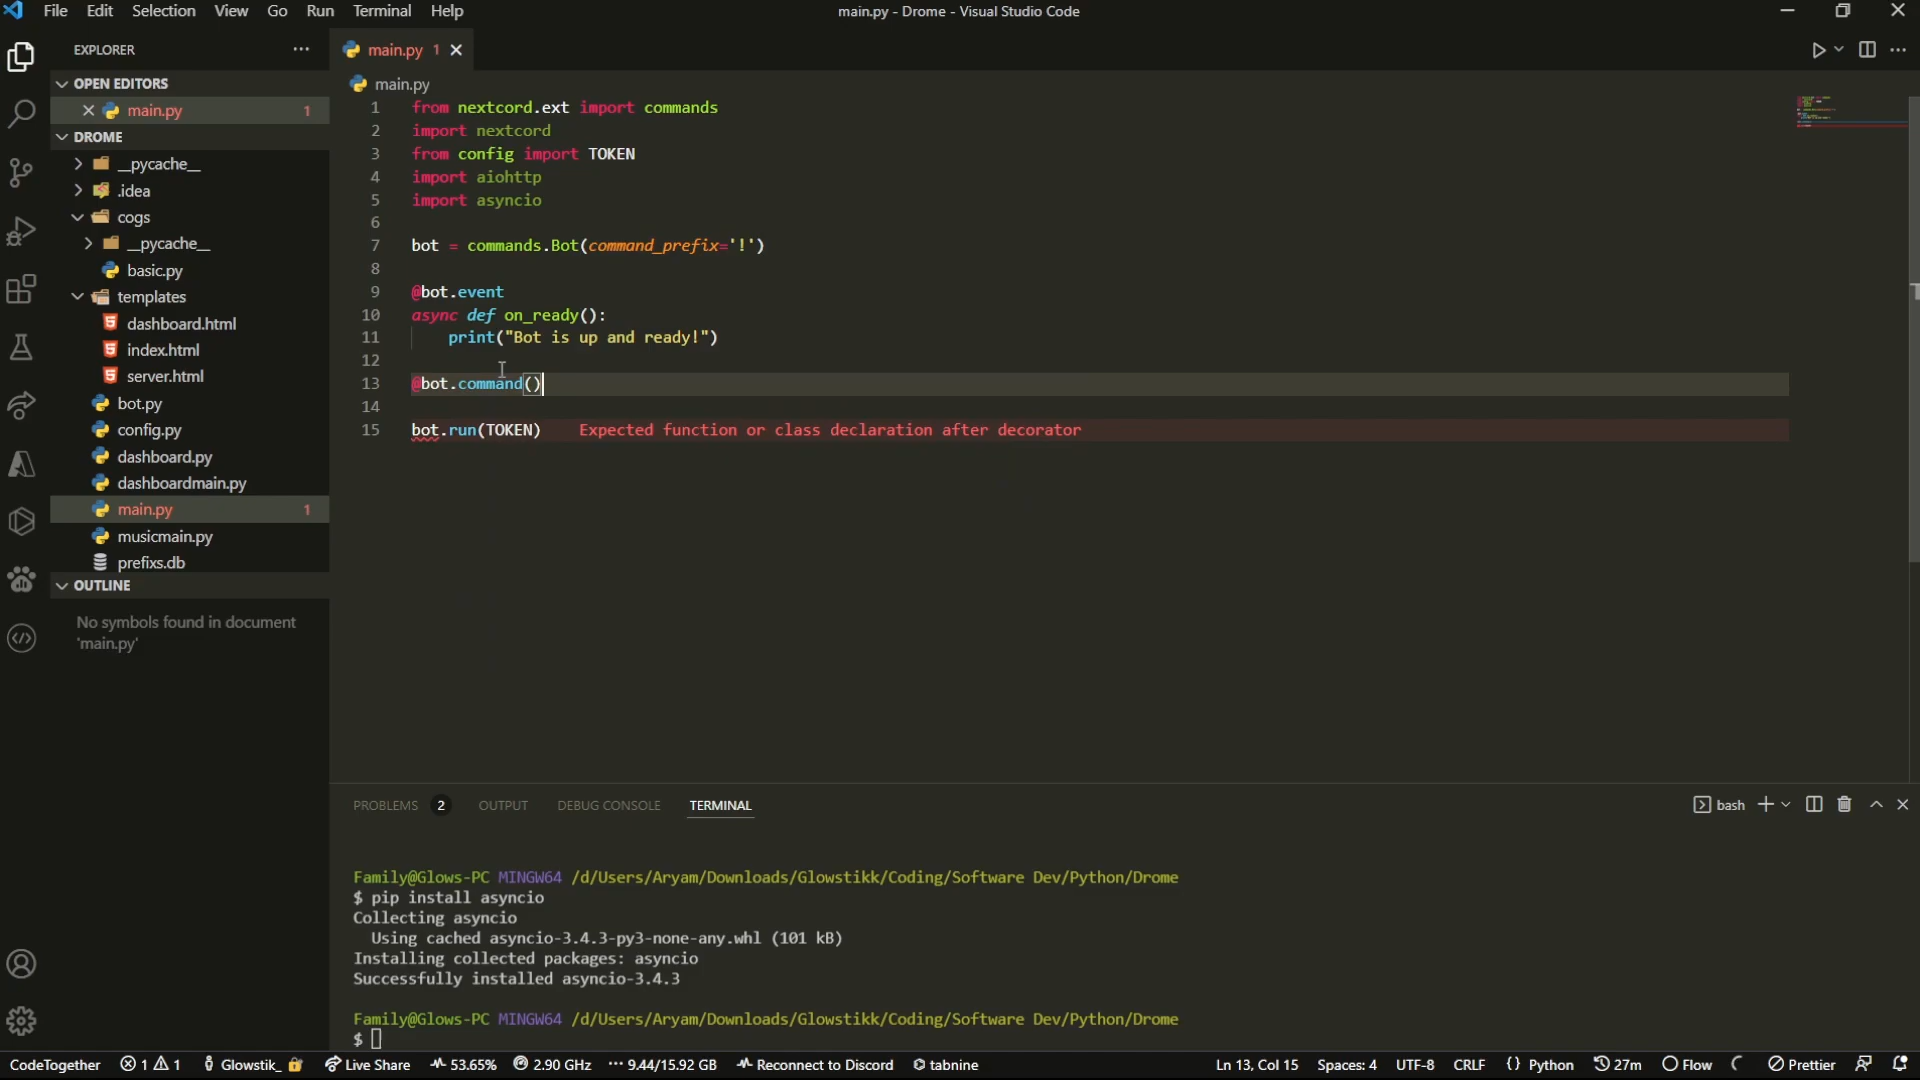 File Edit Selection View Go Run Terminal Help
main.py - Drome - Visual Studio Code
EXPLORER
OPEN EDITORS
main.py 1
DROME
__pycache__
.idea
cogs
__pycache__
basic.py
templates
dashboard.html
index.html
server.html
bot.py
config.py
dashboard.py
dashboardmain.py
main.py 1
musicmain.py
prefixs.db
OUTLINE
No symbols found in document
'main.py'
main.py 1
main.py
1 from nextcord.ext import commands
2 import nextcord
3 from config import TOKEN
4 import aiohttp
5 import asyncio
6
7 bot = commands.Bot(command_prefix='!')
8
9 @bot.event
10 async def on_ready():
11 print("Bot is up and ready!")
12
13 @bot.command()
14
15 bot.run(TOKEN) Expected function or class declaration after decorator
PROBLEMS 2 OUTPUT DEBUG CONSOLE TERMINAL
bash
Family@Glows-PC MINGW64 /d/Users/Aryam/Downloads/Glowstikk/Coding/Software Dev/Python/Drome
$ pip install asyncio
Collecting asyncio
Using cached asyncio-3.4.3-py3-none-any.whl (101 kB)
Installing collected packages: asyncio
Successfully installed asyncio-3.4.3
Family@Glows-PC MINGW64 /d/Users/Aryam/Downloads/Glowstikk/Coding/Software Dev/Python/Drome
$
CodeTogether 1 1 Glowstik_ Live Share 53.65% 2.90 GHz 9.44/15.92 GB Reconnect to Discord tabnine Ln 13, Col 15 Spaces: 4 UTF-8 CRLF {} Python 27m Flow Prettier